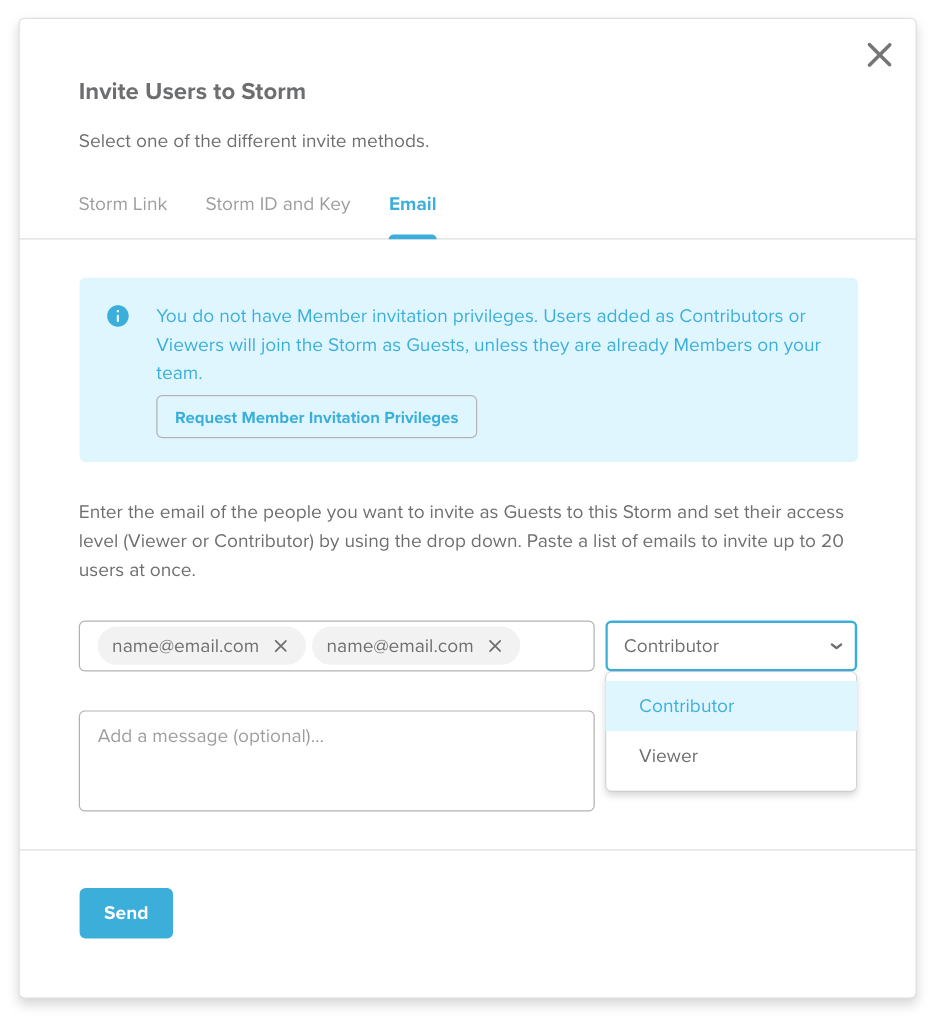 Invite Users to Storm
Select one of the different invite methods.
Storm Link Storm ID and Key Email
You do not have Member invitation privileges. Users added as Contributors or
Viewers will join the Storm as Guests, unless they are already Members on your
team.
Request Member Invitation Privileges
Enter the email of the people you want to invite as Guests to this Storm and set their access
level (Viewer or Contributor) by using the drop down. Paste a list of emails to invite up to 20
users at once.
name@email.com name@email.com Contributor
Contributor
Add a message (optional)...
Viewer
Send